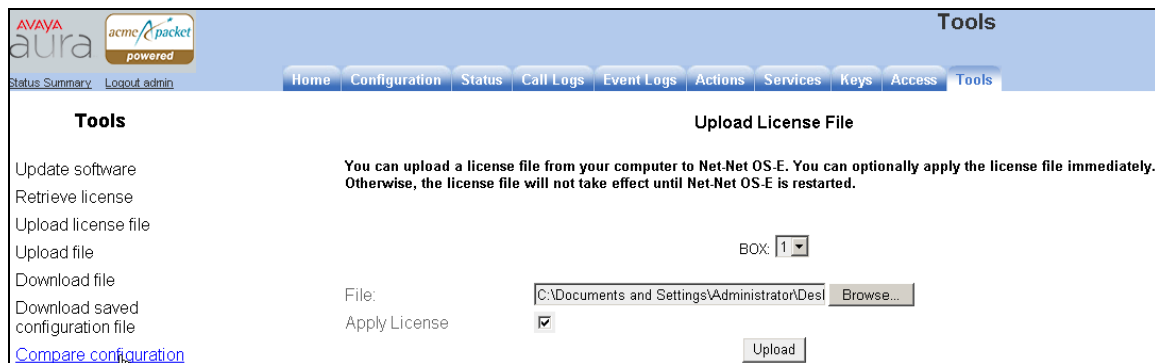 AVAYA
aura
acme packet
powered
Tools
Status Summary Logout admin
Home Configuration Status Call Logs Event Logs Actions Services Keys Access Tools
Tools
Update software
Retrieve license
Upload license file
Upload file
Download file
Download saved
configuration file
Compare configuration
Upload License File
You can upload a license file from your computer to Net-Net OS-E. You can optionally apply the license file immediately.
Otherwise, the license file will not take effect until Net-Net OS-E is restarted.
BOX: 1
File: C:\Documents and Settings\Administrator\Desl Browse...
Apply License
Upload